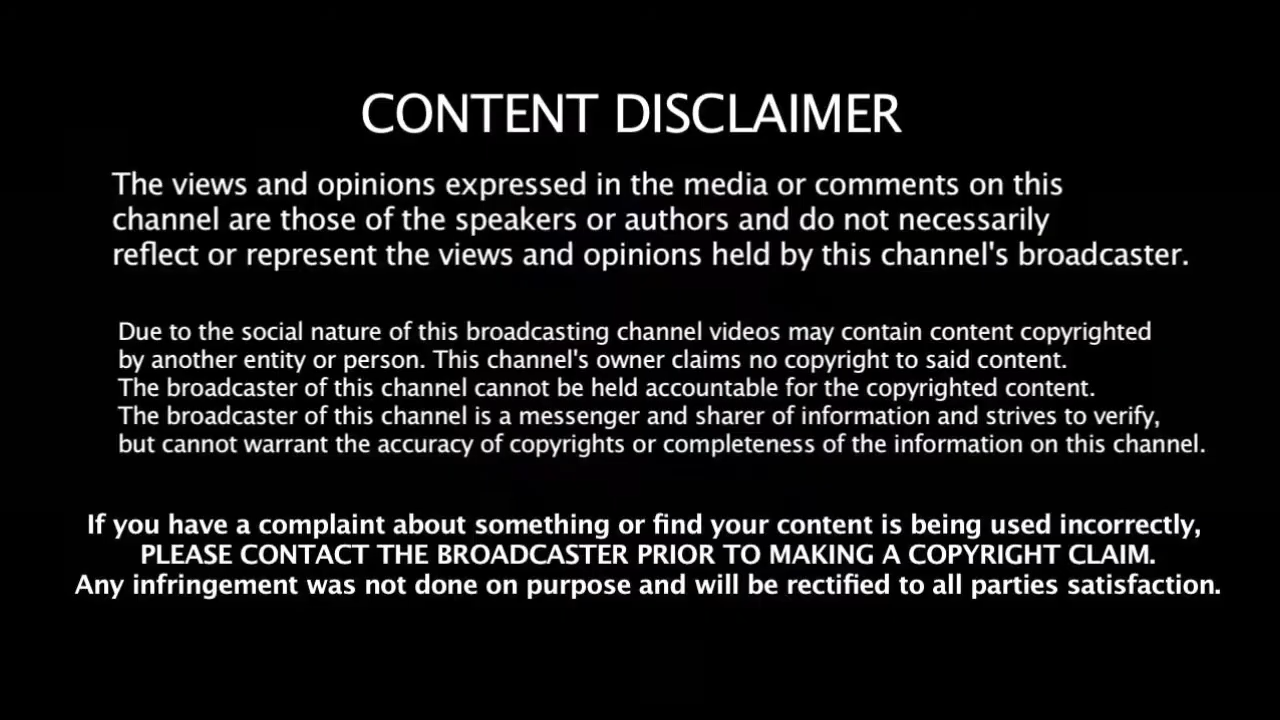 CONTENT DISCLAIMER
The views and opinions expressed in the media or comments on this
channel are those of the speakers or authors and do not necessarily
reflect or represent the views and opinions held by this channel's broadcaster.
Due to the social nature of this broadcasting channel videos may contain content copyrighted
by another entity or person. This channel's owner claims no copyright to said content.
The broadcaster of this channel cannot be held accountable for the copyrighted content.
The broadcaster of this channel is a messenger and sharer of information and strives to verify,
but cannot warrant the accuracy of copyrights or completeness of the information on this channel.
If you have a complaint about something or find your content is being used incorrectly,
PLEASE CONTACT THE BROADCASTER PRIOR TO MAKING A COPYRIGHT CLAIM.
Any infringement was not done on purpose and will be rectified to all parties satisfaction.